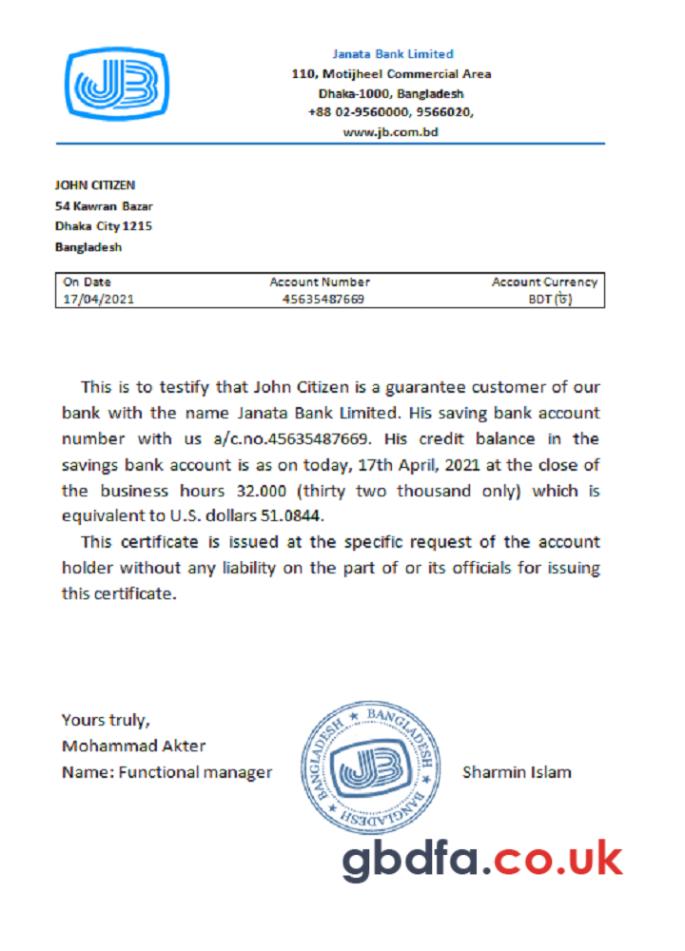 JB
Janata Bank Limited
110, Motijheel Commercial Area
Dhaka-1000, Bangladesh
+88 02-9560000, 9566020,
www.jb.com.bd
JOHN CITIZEN
54 Kawran Bazar
Dhaka City 1215
Bangladesh
On Date Account Number Account Currency
17/04/2021 45635487669 BDT(ট)
This is to testify that John Citizen is a guarantee customer of our
bank with the name Janata Bank Limited. His saving bank account
number with us a/c.no.45635487669. His credit balance in the
savings bank account is as on today, 17th April, 2021 at the close of
the business hours 32.000 (thirty two thousand only) which is
equivalent to U.S. dollars 51.0844.
This certificate is issued at the specific request of the account
holder without any liability on the part of or its officials for issuing
this certificate.
Yours truly,
Mohammad Akter
Name: Functional manager
BANGLADESH ★ BANGLADESH ★ BANGLADESH ★ BANGLADESH ★
JB
Sharmin Islam
gbdfa.co.uk